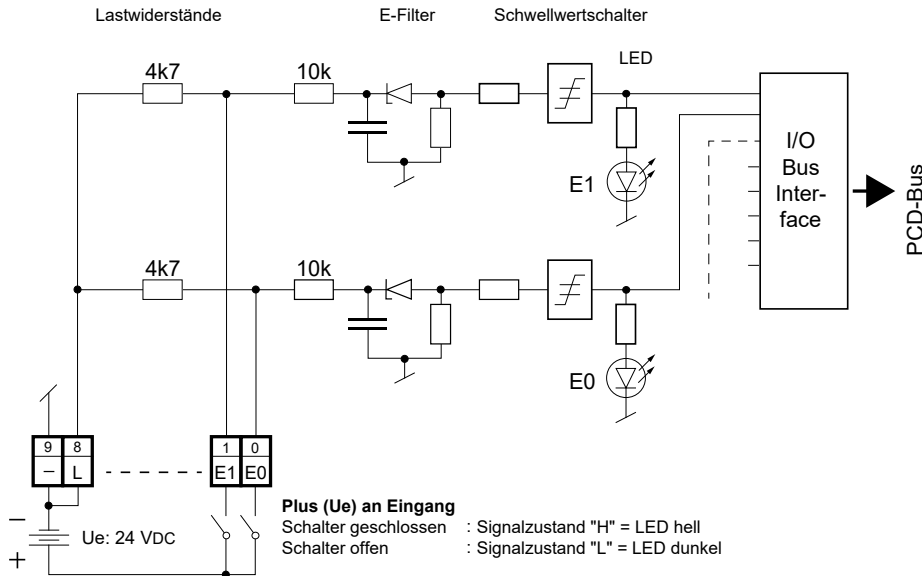 Lastwiderstände E-Filter Schwellwertschalter
LED
4k7 10k
I/O
Bus
Inter-
face
PCD-Bus
E1
4k7 10k
E0
9 8 1 0
– L E1 E0
Plus (Ue) an Eingang
– Schalter geschlossen : Signalzustand "H" = LED hell
Ue: 24 VDC
+ Schalter offen : Signalzustand "L" = LED dunkel